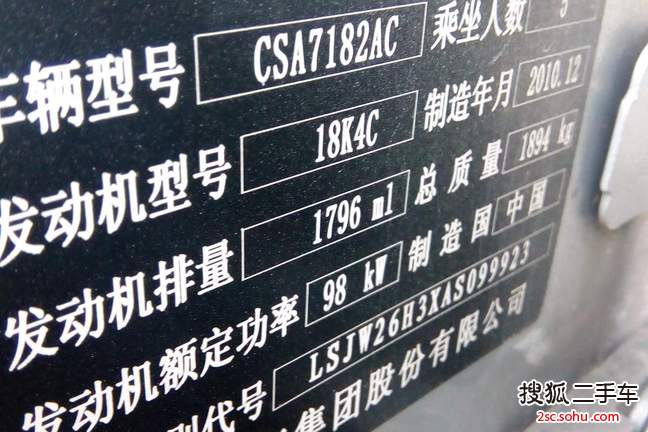 车辆型号 CSA7182AC 乘坐人数 5
发动机型号 18K4C 制造年月 2010.12
发动机排量 1796 ml 总质量 1894 kg
发动机额定功率 98 kW 制造国 中国
别代号 LSJW26H3XAS099923
集团股份有限公司
搜狐二手车
2sc.sohu.com